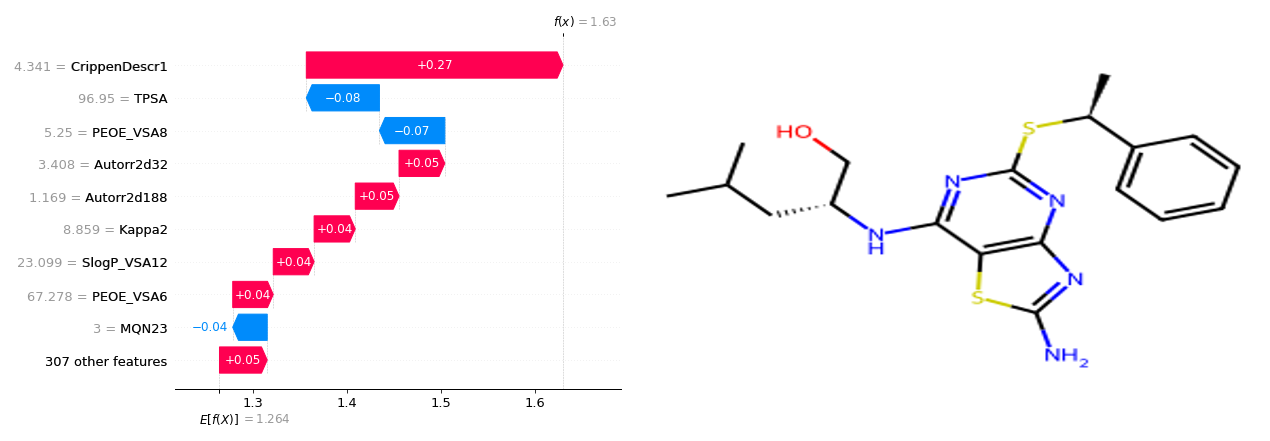 f(x) = 1.63
4.341 = CrippenDescr1
+0.27
96.95 = TPSA
−0.08
5.25 = PEOE_VSA8
−0.07
3.408 = Autorr2d32
+0.05
1.169 = Autorr2d188
+0.05
8.859 = Kappa2
+0.04
23.099 = SlogP_VSA12
+0.04
67.278 = PEOE_VSA6
+0.04
3 = MQN23
−0.04
307 other features
+0.05
1.3 1.4 1.5 1.6
E[f(X)] = 1.264
HO
S
N
N
N
H
N
S
NH2